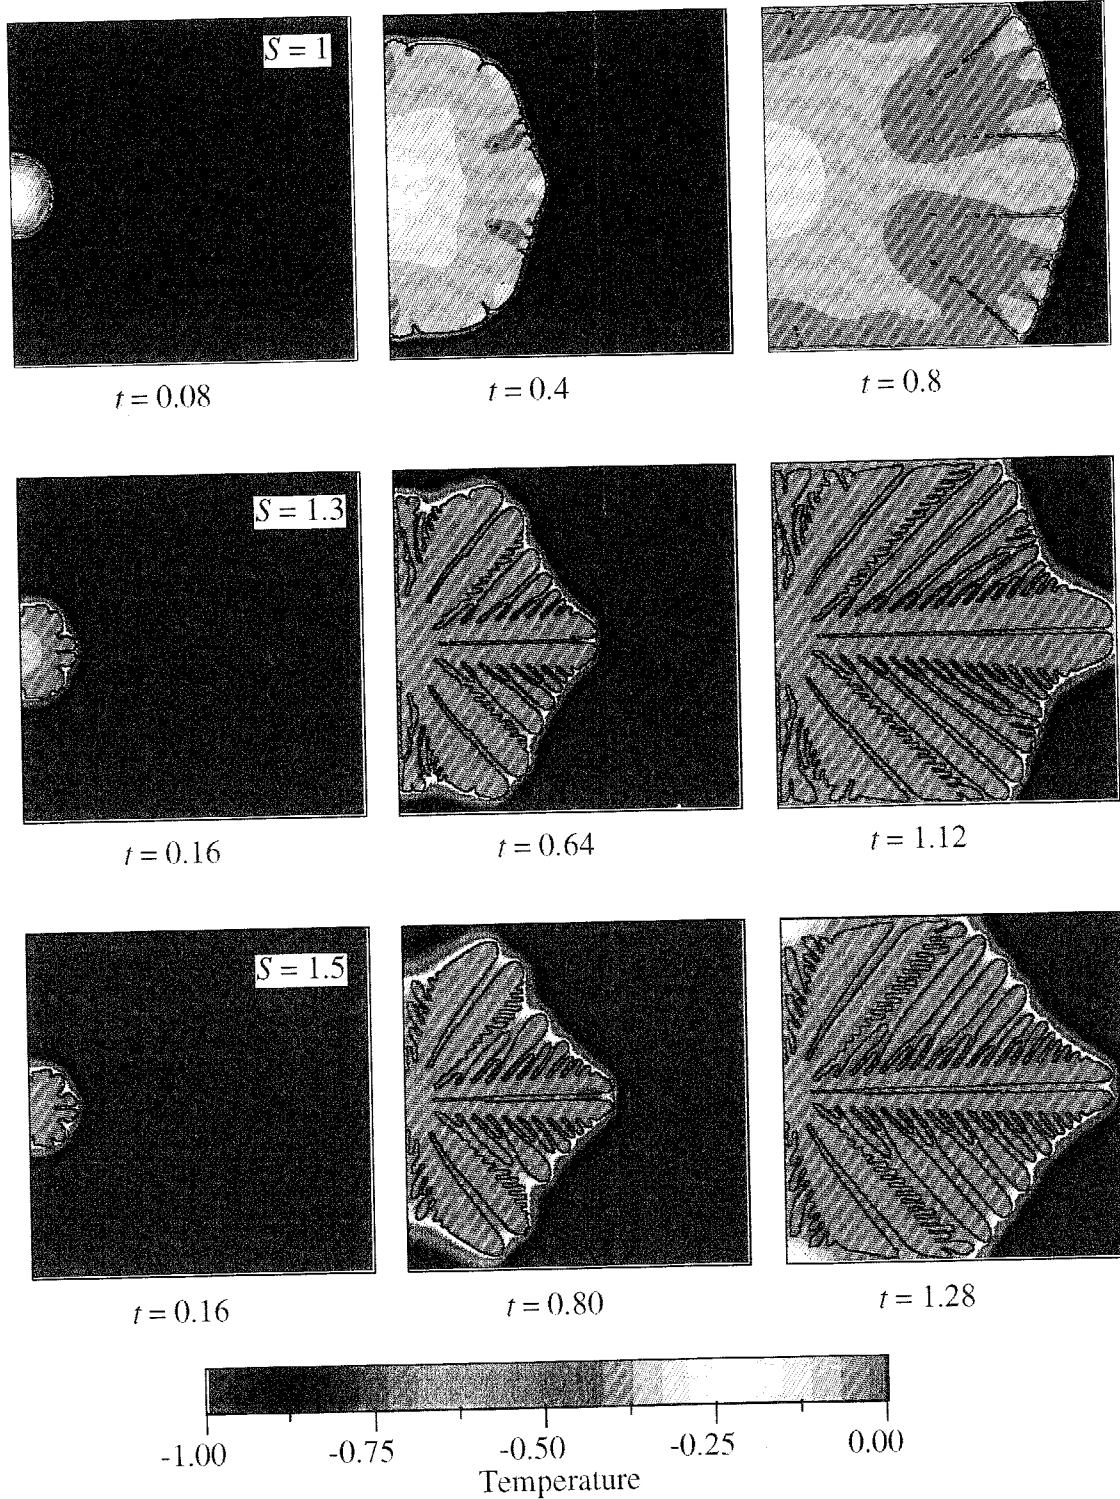 S = 1
t = 0.08
t = 0.4
t = 0.8
S = 1.3
t = 0.16
t = 0.64
t = 1.12
S = 1.5
t = 0.16
t = 0.80
t = 1.28
-1.00 -0.75 -0.50 -0.25 0.00
Temperature